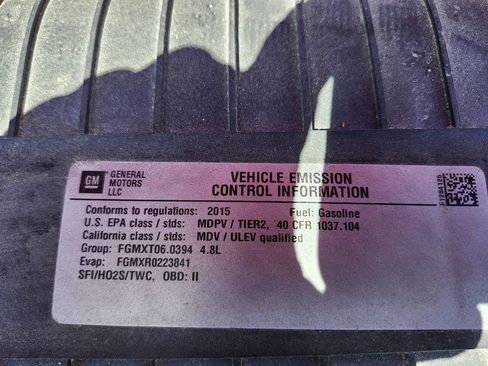 GM
GENERAL
MOTORS
LLC
VEHICLE EMISSION
CONTROL INFORMATION
Conforms to regulations: 2015 Fuel: Gasoline
U.S. EPA class / stds: MDPV / TIER2, 40 CFR 1037.104
California class / stds: MDV / ULEV qualified
Group: FGMXT06.0394 4.8L
Evap: FGMXR0223841
SFI/HO2S/TWC, OBD: II